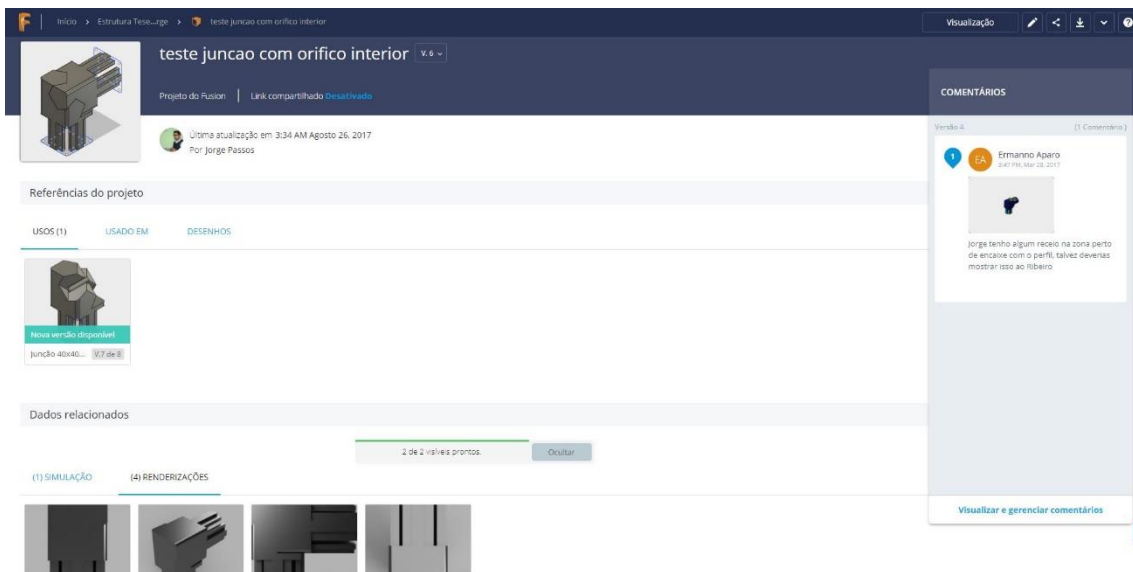 Início > Estrutura Tese...rge > teste juncao com orifico interior
Visualização
teste juncao com orifico interior V. 6
Projeto do Fusion | Link compartilhado Desativado
Última atualização em 3:34 AM Agosto 26, 2017
Por Jorge Passos
COMENTÁRIOS
Versão 4 (1 Comentário)
1 EA Ermanno Aparo
3:47 PM, Mar 28, 2017
Jorge tenho algum receio na zona perto
de encaixe com o perfil, talvez deverias
mostrar isso ao Ribeiro
Referências do projeto
USOS (1) USADO EM DESENHOS
Nova versão disponível
Junção 40x40... V.7 de 8
Dados relacionados
2 de 2 visíveis prontos. Ocultar
(1) SIMULAÇÃO (4) RENDERIZAÇÕES
Visualizar e gerenciar comentários